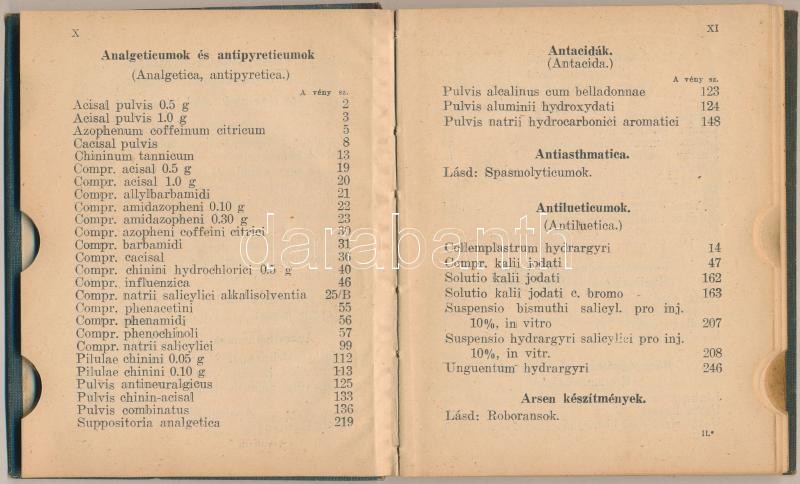 X
Analgeticumok és antipyreticumok
(Analgetica, antipyretica.)
A vény sz.
Acisal pulvis 0.5 g 2
Acisal pulvis 1.0 g 3
Azophenum coffeinum citricum 5
Cacisal pulvis 8
Chininum tannicum 13
Compr. acisal 0.5 g 19
Compr. acisal 1.0 g 20
Compr. allylbarbamidi 21
Compr. amidazopheni 0.10 g 22
Compr. amidazopheni 0.30 g 23
Compr. azopheni coffeini citrici 30
Compr. barbamidi 31
Compr. cacisal 36
Compr. chinini hydrochlorici 0.5 g 40
Compr. influenzica 46
Compr. natrii salicylici alkalisolventia 25/B
Compr. phenacetini 55
Compr. phenamidi 56
Compr. phenochinoli 57
Compr. natrii salicylici 99
Pilulae chinini 0.05 g 112
Pilulae chinini 0.10 g 113
Pulvis antineuralgicus 125
Pulvis chinin-acisal 133
Pulvis combinatus 136
Suppositoria analgetica 219
XI
Antacidák.
(Antacida.)
A vény sz.
Pulvis alcalinus cum belladonnae 123
Pulvis aluminii hydroxydati 124
Pulvis natrii hydrocarbonici aromatici 148
Antiasthmatica.
Lásd: Spasmolyticumok.
Antilueticumok.
(Antiluetica.)
Collemplastrum hydrargyri 14
Compr. kalii jodati 47
Solutio kalii jodati 162
Solutio kalii jodati c. bromo 163
Suspensio bismuthi salicyl. pro inj.
10%, in vitro 207
Suspensio hydrargyri salicylici pro inj.
10%, in vitr. 208
Unguentum hydrargyri 246
Arsen készítmények.
Lásd: Roboransok.
II.*
darabanth